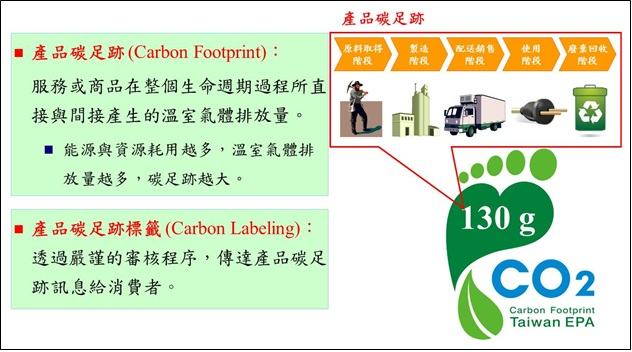 產品碳足跡 (Carbon Footprint)：
服務或商品在整個生命週期過程所直
接與間接產生的溫室氣體排放量。
能源與資源耗用越多，溫室氣體排
放量越多，碳足跡越大。
產品碳足跡標籤 (Carbon Labeling)：
透過嚴謹的審核程序，傳達產品碳足
跡訊息給消費者。
產品碳足跡
原料取得
階段
製造
階段
配送銷售
階段
使用
階段
廢棄回收
階段
130 g
CO2
Carbon Footprint
Taiwan EPA